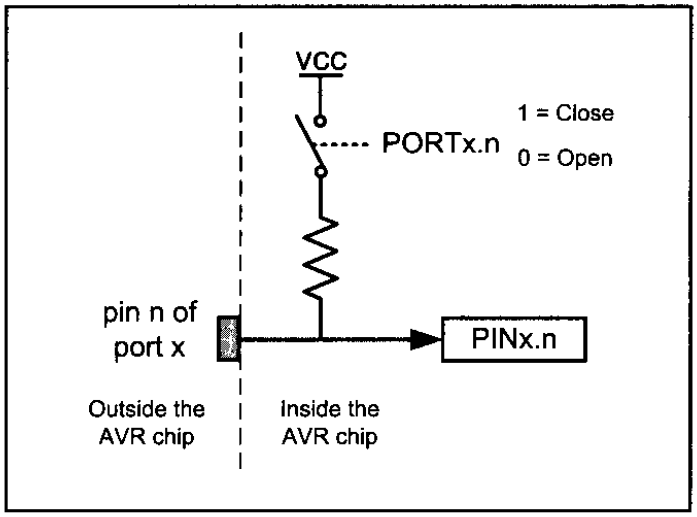 VCC
1 = Close
PORTx.n
0 = Open
pin n of
port x
PINx.n
Outside the
AVR chip
Inside the
AVR chip